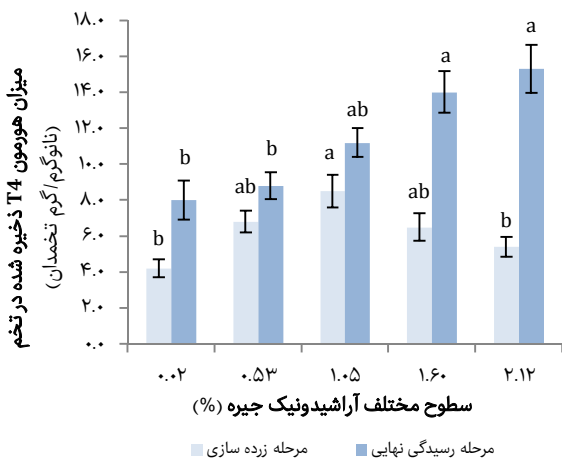 میزان هورمون T4 ذخیره شده در تخم
(نانوگرم/گرم تخمدان)
۱۸.۰
۱۶.۰
۱۴.۰
۱۲.۰
۱۰.۰
۸.۰
۶.۰
۴.۰
۲.۰
۰.۰
b
b
ab
b
a
ab
ab
a
b
a
۰.۰۲ ۰.۵۳ ۱.۰۵ ۱.۶۰ ۲.۱۲
سطوح مختلف آراشیدونیک جیره (%)
مرحله زرده سازی مرحله رسیدگی نهایی